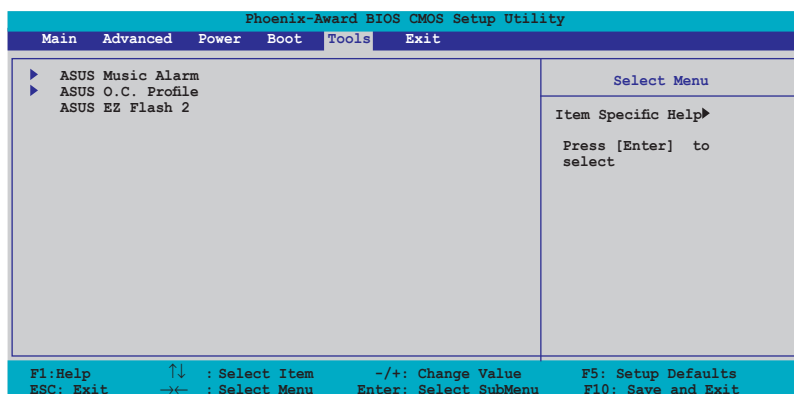 Phoenix-Award BIOS CMOS Setup Utility
Main Advanced Power Boot Tools Exit
ASUS Music Alarm
ASUS O.C. Profile
ASUS EZ Flash 2
Select Menu
Item Specific Help
Press [Enter] to
select
F1:Help ↑↓ : Select Item -/+: Change Value F5: Setup Defaults
ESC: Exit →← : Select Menu Enter: Select SubMenu F10: Save and Exit